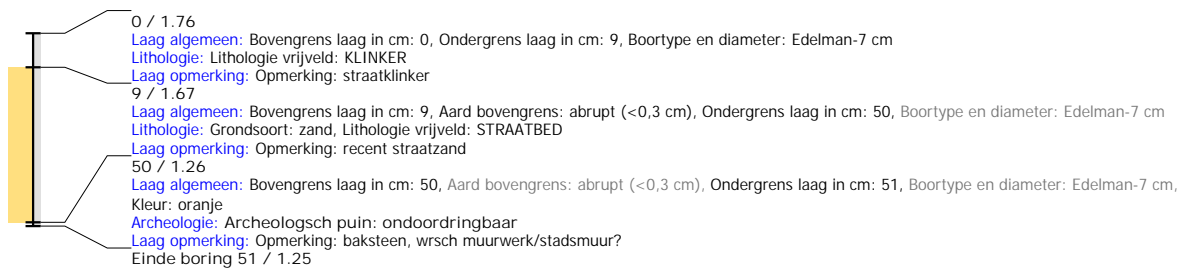 0 / 1.76
Laag algemeen: Bovengrens laag in cm: 0, Ondergrens laag in cm: 9, Boortype en diameter: Edelman-7 cm
Lithologie: Lithologie vrijveld: KLINKER
Laag opmerking: Opmerking: straatklinker
9 / 1.67
Laag algemeen: Bovengrens laag in cm: 9, Aard bovengrens: abrupt (<0,3 cm), Ondergrens laag in cm: 50, Boortype en diameter: Edelman-7 cm
Lithologie: Grondsoort: zand, Lithologie vrijveld: STRAATBED
Laag opmerking: Opmerking: recent straatzand
50 / 1.26
Laag algemeen: Bovengrens laag in cm: 50, Aard bovengrens: abrupt (<0,3 cm), Ondergrens laag in cm: 51, Boortype en diameter: Edelman-7 cm,
Kleur: oranje
Archeologie: Archeologsch puin: ondoordringbaar
Laag opmerking: Opmerking: baksteen, wrsch muurwerk/stadsmuur?
Einde boring 51 / 1.25